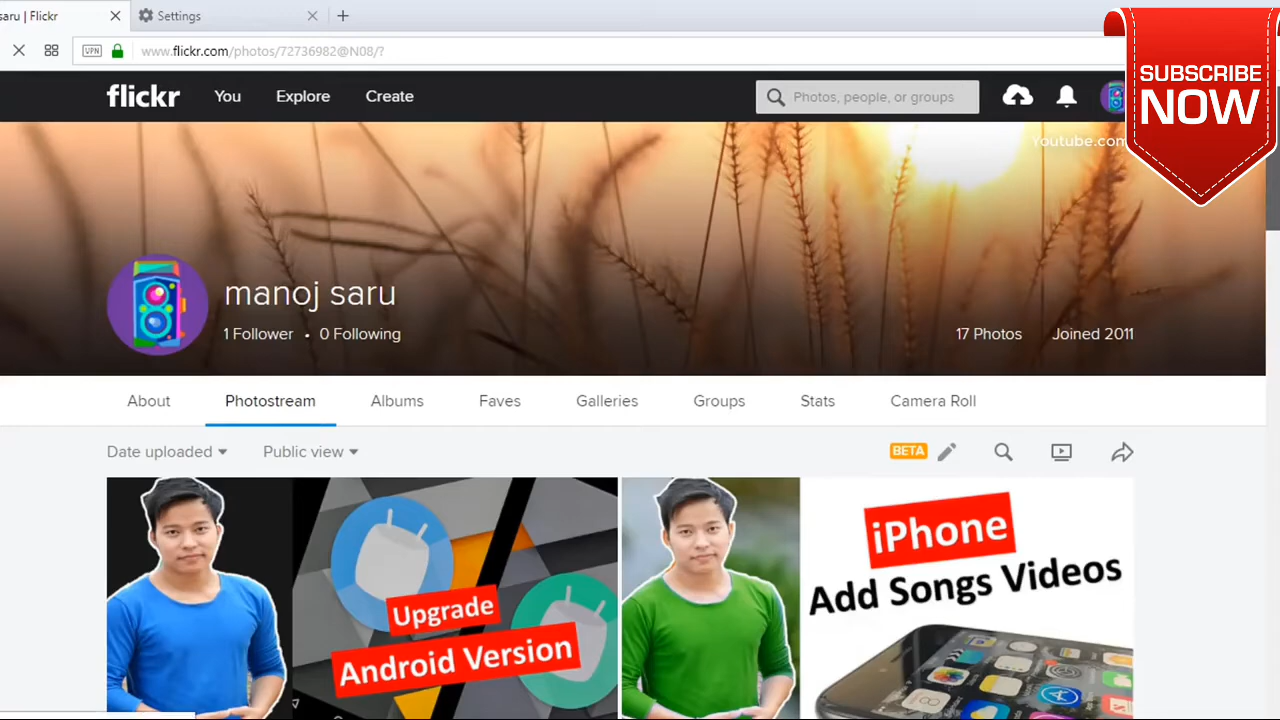 saru | Flickr
Settings
VPN
www.flickr.com/photos/72736982@N08/?
SUBSCRIBE
NOW
flickr
You
Explore
Create
Photos, people, or groups
Youtube.com
manoj saru
1 Follower • 0 Following
17 Photos
Joined 2011
About
Photostream
Albums
Faves
Galleries
Groups
Stats
Camera Roll
Date uploaded
Public view
BETA
Upgrade
Android Version
iPhone
Add Songs Videos